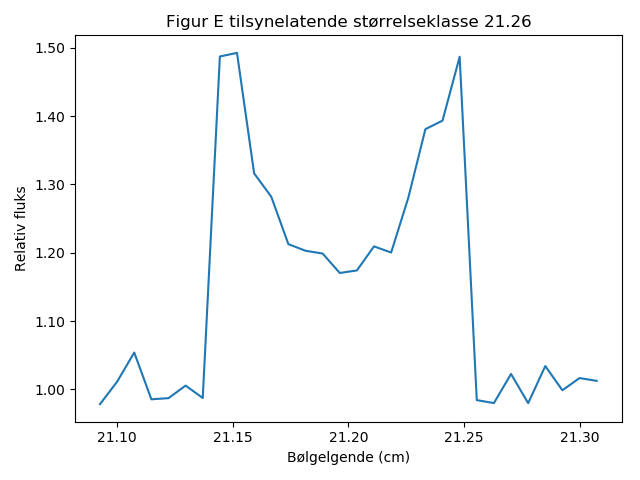 Figur E tilsynelatende størrelseklasse 21.26
1.50
1.40
1.30
1.20
1.10
1.00
Relativ fluks
21.10 21.15 21.20 21.25 21.30
Bølgelgende (cm)